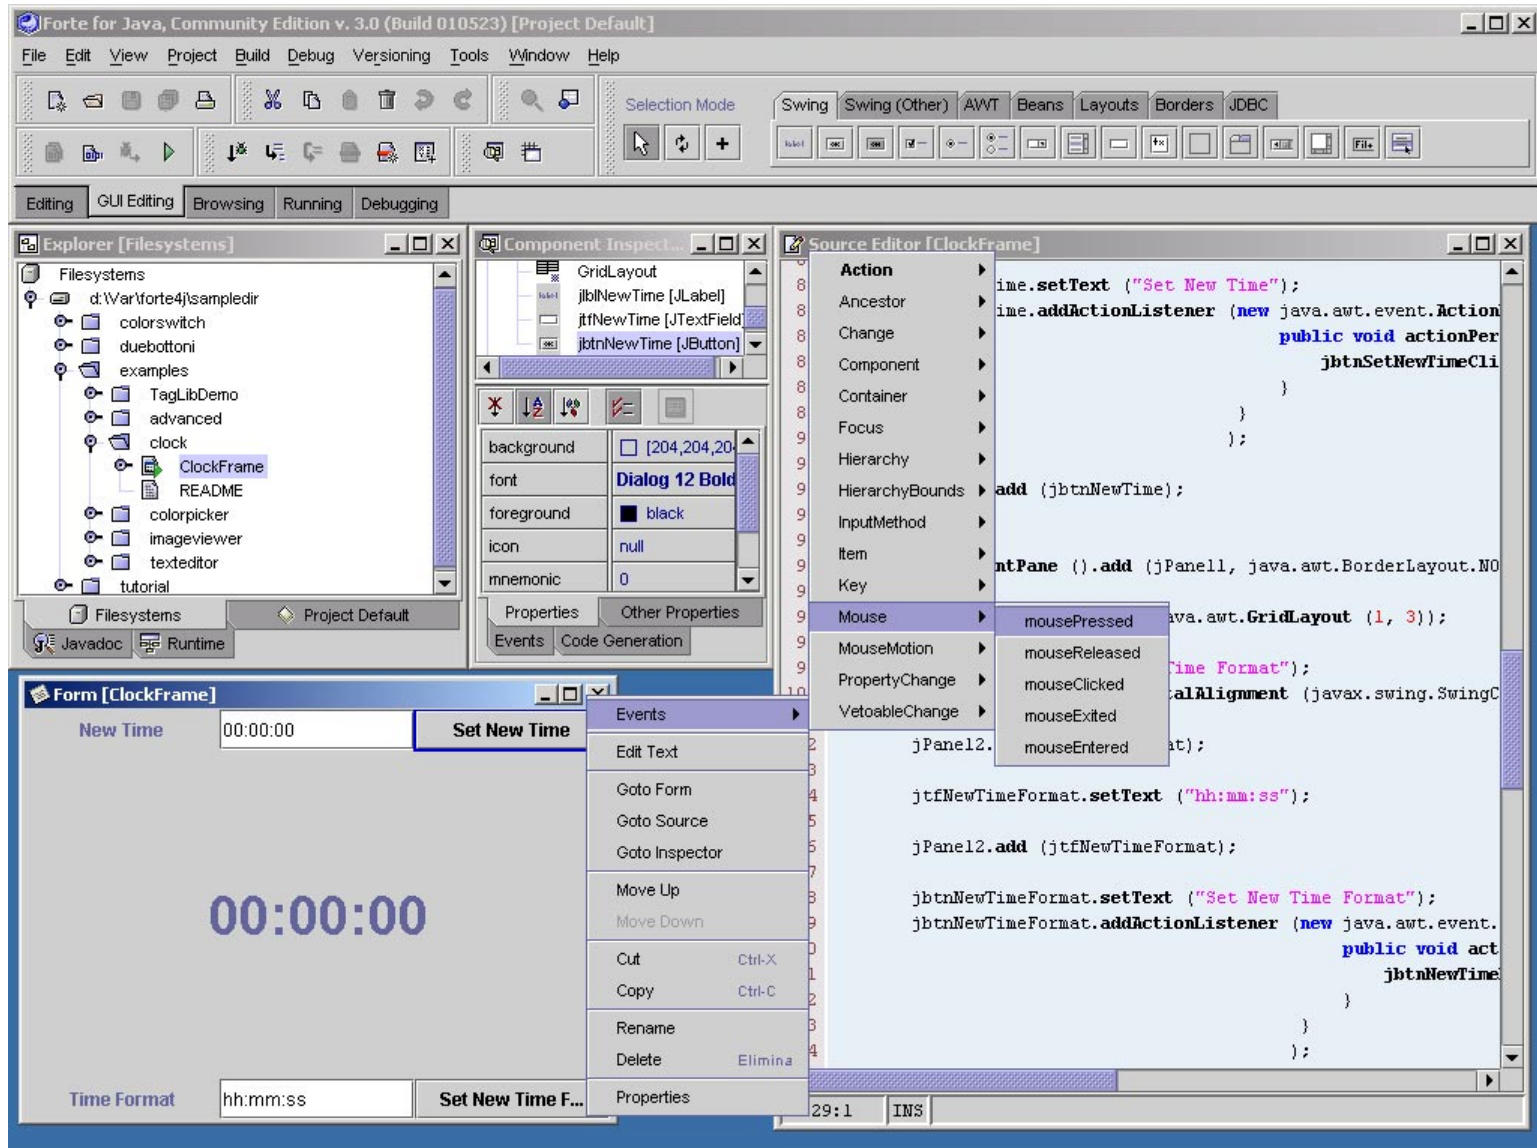 Forte for Java, Community Edition v. 3.0 (Build 010523) [Project Default]
File Edit View Project Build Debug Versioning Tools Window Help
Selection Mode
Swing Swing (Other) AWT Beans Layouts Borders JDBC
Editing GUI Editing Browsing Running Debugging
Explorer [Filesystems]
Filesystems
d:\Var\forte4j\sampledir
colorswitch
duebottoni
examples
TagLibDemo
advanced
clock
ClockFrame
README
colorpicker
imageviewer
texteditor
tutorial
Filesystems Project Default
Javadoc Runtime
Component Inspect...
GridLayout
jlblNewTime [JLabel]
jtfNewTime [JTextField]
jbtnNewTime [JButton]
background [204,204,20
font Dialog 12 Bold
foreground black
icon null
mnemonic 0
Properties Other Properties
Events Code Generation
Source Editor [ClockFrame]
ime.setText ("Set New Time");
ime.addActionListener (new java.awt.event.Action
public void actionPer
jbtnSetNewTimeCli
}
}
);
add (jbtnNewTime);
ntPane ().add (jPanel1, java.awt.BorderLayout.NO
va.awt.GridLayout (1, 3));
ime Format");
alAlignment (javax.swing.SwingC
jPanel2. t);
jtfNewTimeFormat.setText ("hh:mm:ss");
jPanel2.add (jtfNewTimeFormat);
jbtnNewTimeFormat.setText ("Set New Time Format");
jbtnNewTimeFormat.addActionListener (new java.awt.event.
public void act
jbtnNewTime
}
}
);
29:1 INS
Action
Ancestor
Change
Component
Container
Focus
Hierarchy
HierarchyBounds
InputMethod
Item
Key
Mouse
MouseMotion
PropertyChange
VetoableChange
mousePressed
mouseReleased
mouseClicked
mouseExited
mouseEntered
Form [ClockFrame]
New Time 00:00:00 Set New Time
00:00:00
Time Format hh:mm:ss Set New Time F...
Events
Edit Text
Goto Form
Goto Source
Goto Inspector
Move Up
Move Down
Cut Ctrl-X
Copy Ctrl-C
Rename
Delete Elimina
Properties